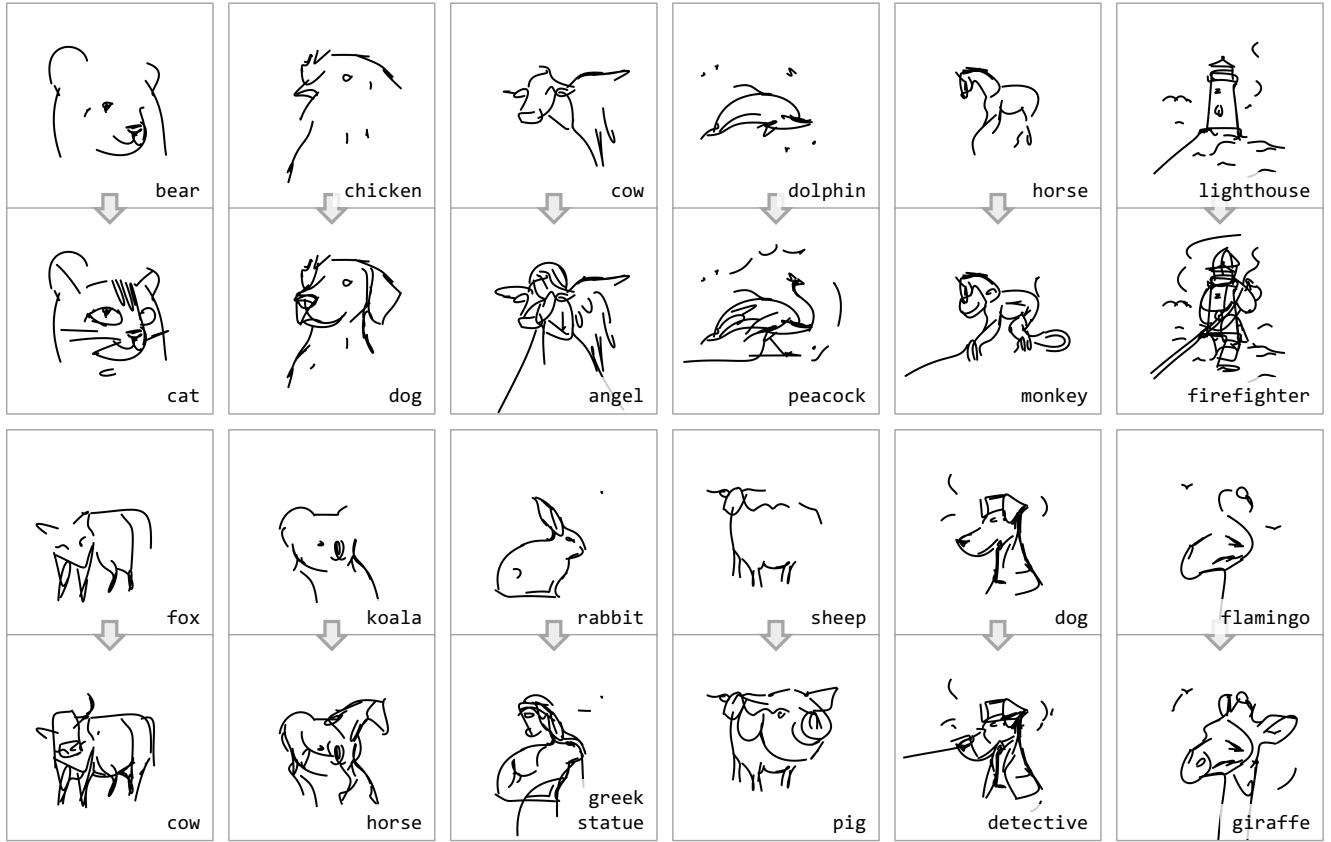 bear
chicken
cow
dolphin
horse
lighthouse
cat
dog
angel
peacock
monkey
firefighter
fox
koala
rabbit
sheep
dog
flamingo
cow
horse
greek
statue
pig
detective
giraffe